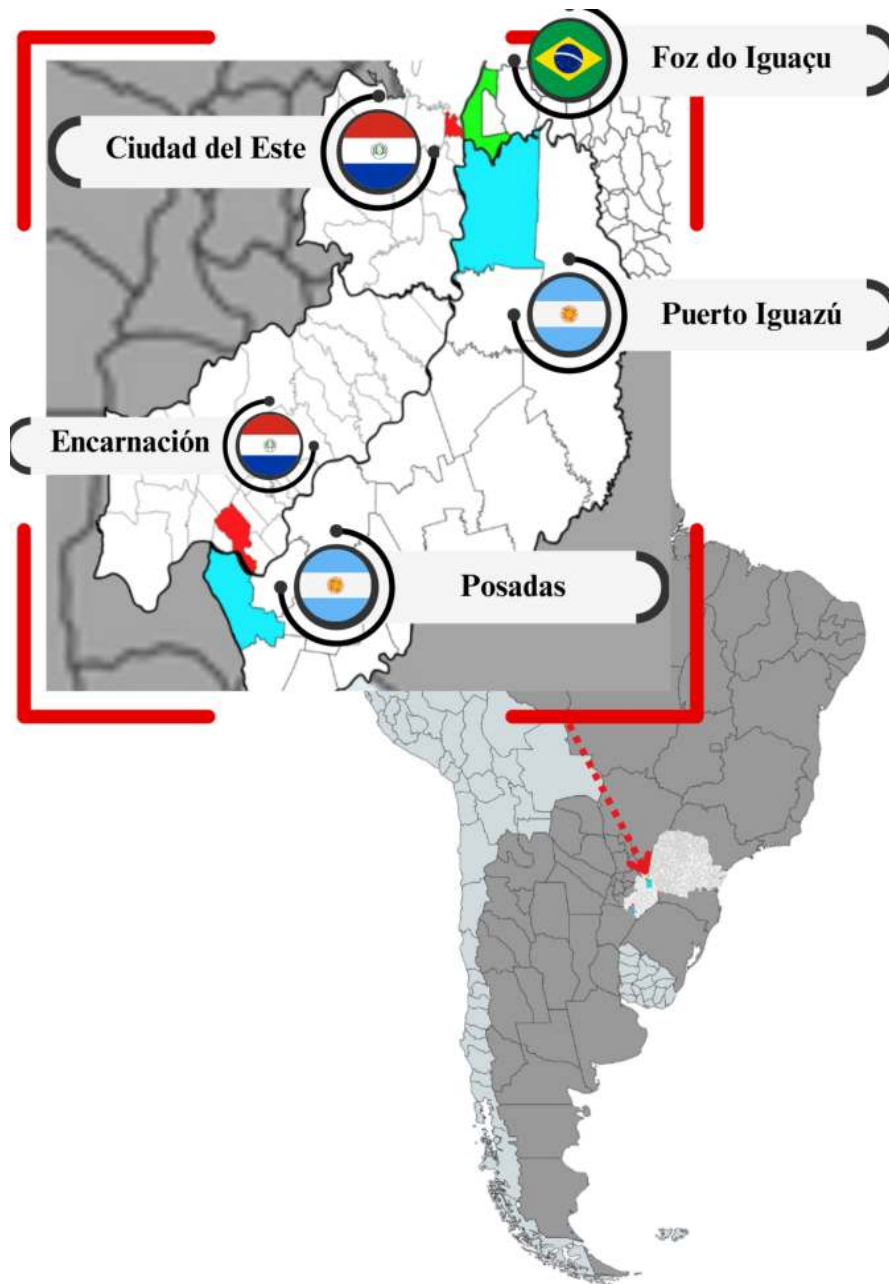 Foz do Iguaçu
Ciudad del Este
Puerto Iguazú
Encarnación
Posadas